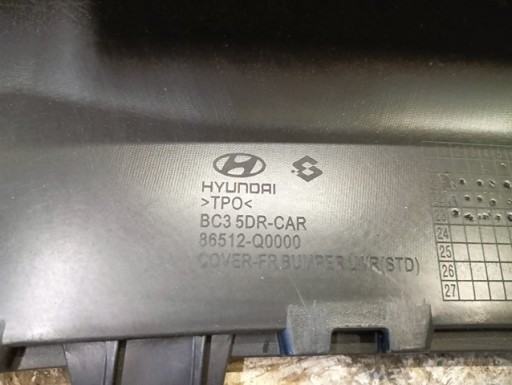 HYUNDAI
>TPO<
BC3 5DR-CAR
86512-Q0000
COVER-FR BUMPER LWR(STD)
24
25
26
27